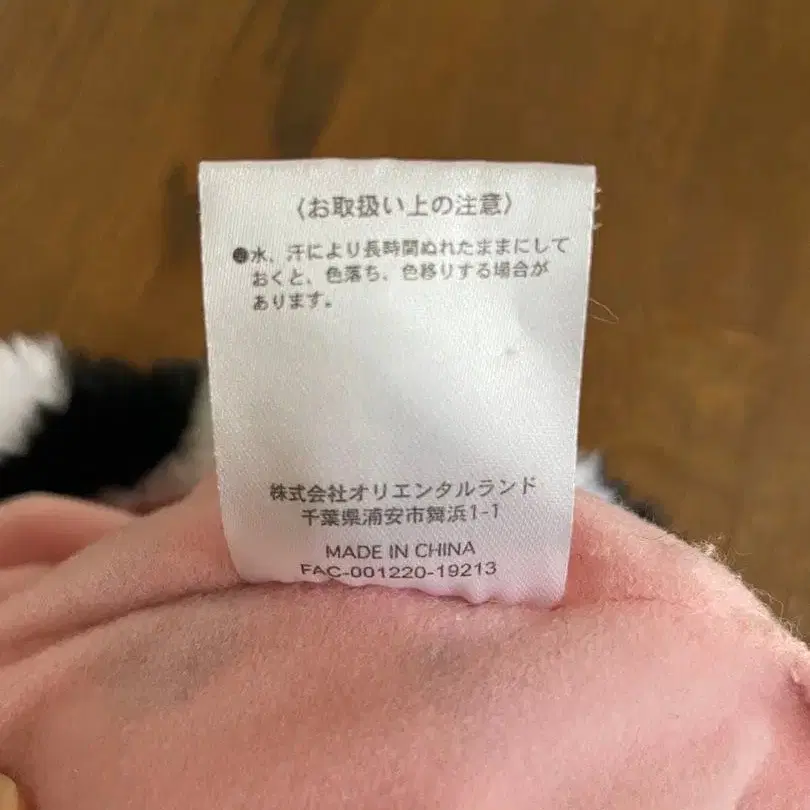 〈お取扱い上の注意〉
●水、汗により長時間ぬれたままにして
おくと、色落ち、色移りする場合が
あります。
株式会社オリエンタルランド
千葉県浦安市舞浜1-1
MADE IN CHINA
FAC-001220-19213